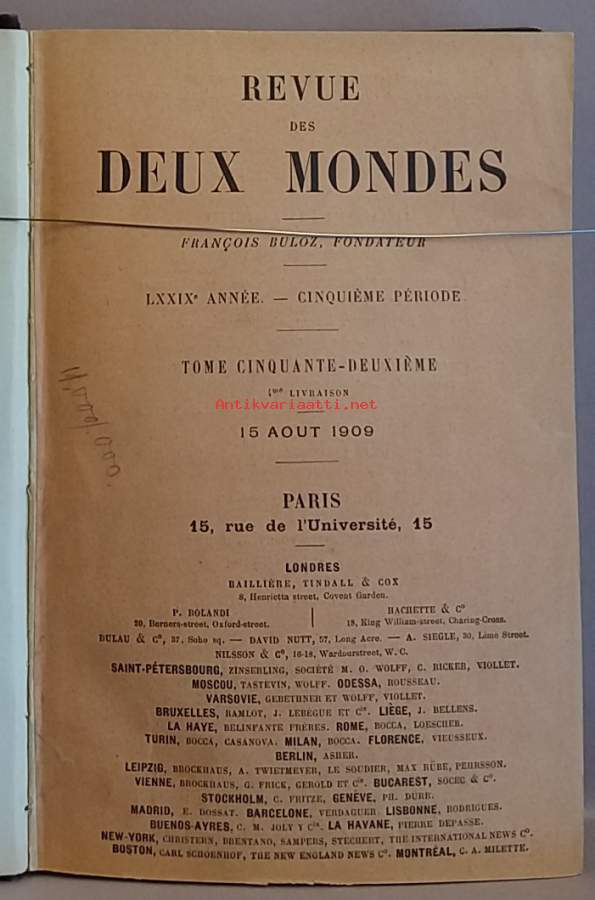 REVUE
DES
DEUX MONDES
FRANÇOIS BULOZ, FONDATEUR
LXXIXe ANNÉE. — CINQUIÈME PÉRIODE
TOME CINQUANTE-DEUXIÈME
4me LIVRAISON
Antikvariaatti.net
15 AOUT 1909
PARIS
15, rue de l'Université, 15
LONDRES
BAILLIÈRE, TINDALL & COX
8, Henrietta street, Covent Garden.
P. ROLANDI
20, Berners-street, Oxford-street.
HACHETTE & Co
18, King William-street, Charing-Cross.
DULAU & Co, 37, Soho sq. — DAVID NUTT, 57, Long Acre. — A. SIEGLE, 30, Lime Street.
NILSSON & Co, 16-18, Wardourstreet, W. C.
SAINT-PÉTERSBOURG, ZINSERLING, SOCIÉTÉ M. O. WOLFF, C. RICKER, VIOLLET.
MOSCOU, TASTEVIN, WOLFF. ODESSA, ROUSSEAU.
VARSOVIE, GEBETHNER ET WOLFF, VIOLLET.
BRUXELLES, RAMLOT, J. LEBÈGUE ET Cie. LIÈGE, J. BELLENS.
LA HAYE, BELINFANTE FRÈRES. ROME, BOCCA, LOESCHER.
TURIN, BOCCA, CASANOVA. MILAN, BOCCA. FLORENCE, VIEUSSEUX.
BERLIN, ASHER.
LEIPZIG, BROCKHAUS, A. TWIETMEYER, LE SOUDIER, MAX RÜBE, PEHRSSON.
VIENNE, BROCKHAUS, G. FRICK, GEROLD ET Cie. BUCAREST, SOCEC & Co.
STOCKHOLM, C. FRITZE, GENÈVE, PH. DÜRR.
MADRID, E. DOSSAT. BARCELONE, VERDAGUER LISBONNE, RODRIGUES.
BUENOS-AYRES, C. M. JOLY Y Cia. LA HAVANE, PIERRE DEPASSE.
NEW-YORK, CHRISTERN, BRENTANO, SAMPERS, STECHERT, THE INTERNATIONAL NEWS Co.
BOSTON, CARL SCHOENHOF, THE NEW ENGLAND NEWS Co. MONTRÉAL, C. A. MILETTE.